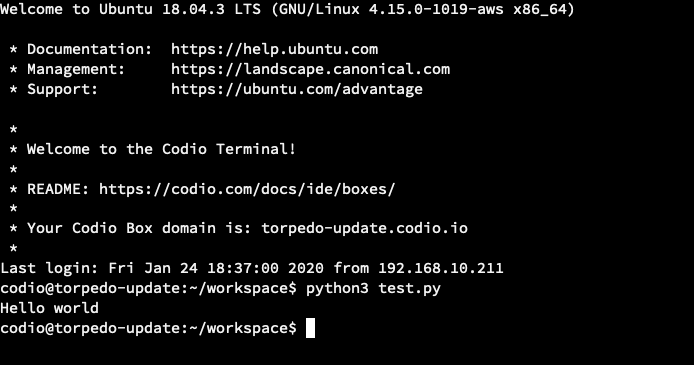 Welcome to Ubuntu 18.04.3 LTS (GNU/Linux 4.15.0-1019-aws x86_64)
* Documentation:  https://help.ubuntu.com
* Management:     https://landscape.canonical.com
* Support:        https://ubuntu.com/advantage
*
* Welcome to the Codio Terminal!
*
* README: https://codio.com/docs/ide/boxes/
*
* Your Codio Box domain is: torpedo-update.codio.io
*
Last login: Fri Jan 24 18:37:00 2020 from 192.168.10.211
codio@torpedo-update:~/workspace$ python3 test.py
Hello world
codio@torpedo-update:~/workspace$